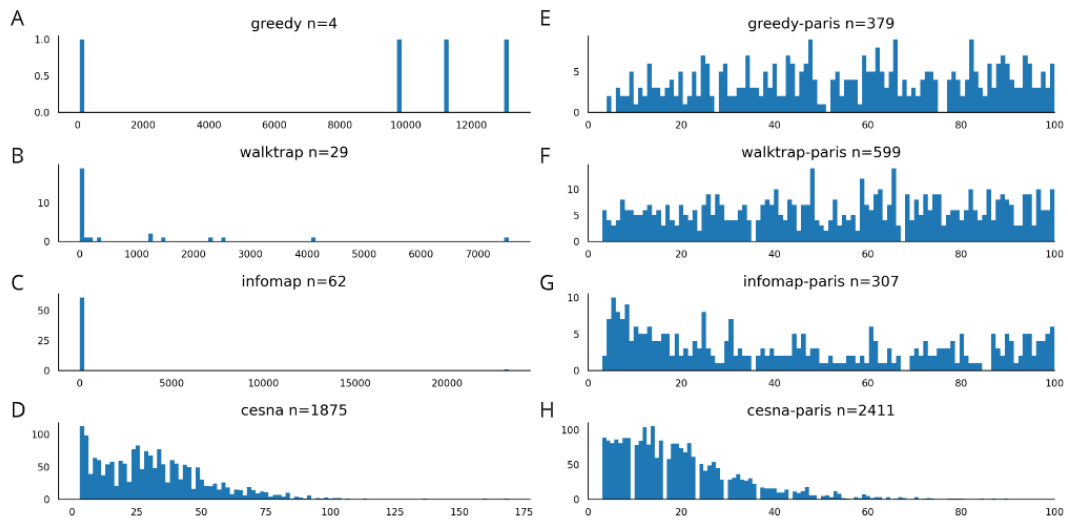 A
greedy n=4
1.0
0.5
0.0
0 2000 4000 6000 8000 10000 12000
B
walktrap n=29
10
0
0 1000 2000 3000 4000 5000 6000 7000
C
infomap n=62
50
25
0
0 5000 10000 15000 20000
D
cesna n=1875
100
50
0
0 25 50 75 100 125 150 175
E
greedy-paris n=379
5
0
0 20 40 60 80 100
F
walktrap-paris n=599
10
5
0
0 20 40 60 80 100
G
infomap-paris n=307
10
5
0
0 20 40 60 80 100
H
cesna-paris n=2411
100
50
0
0 20 40 60 80 100